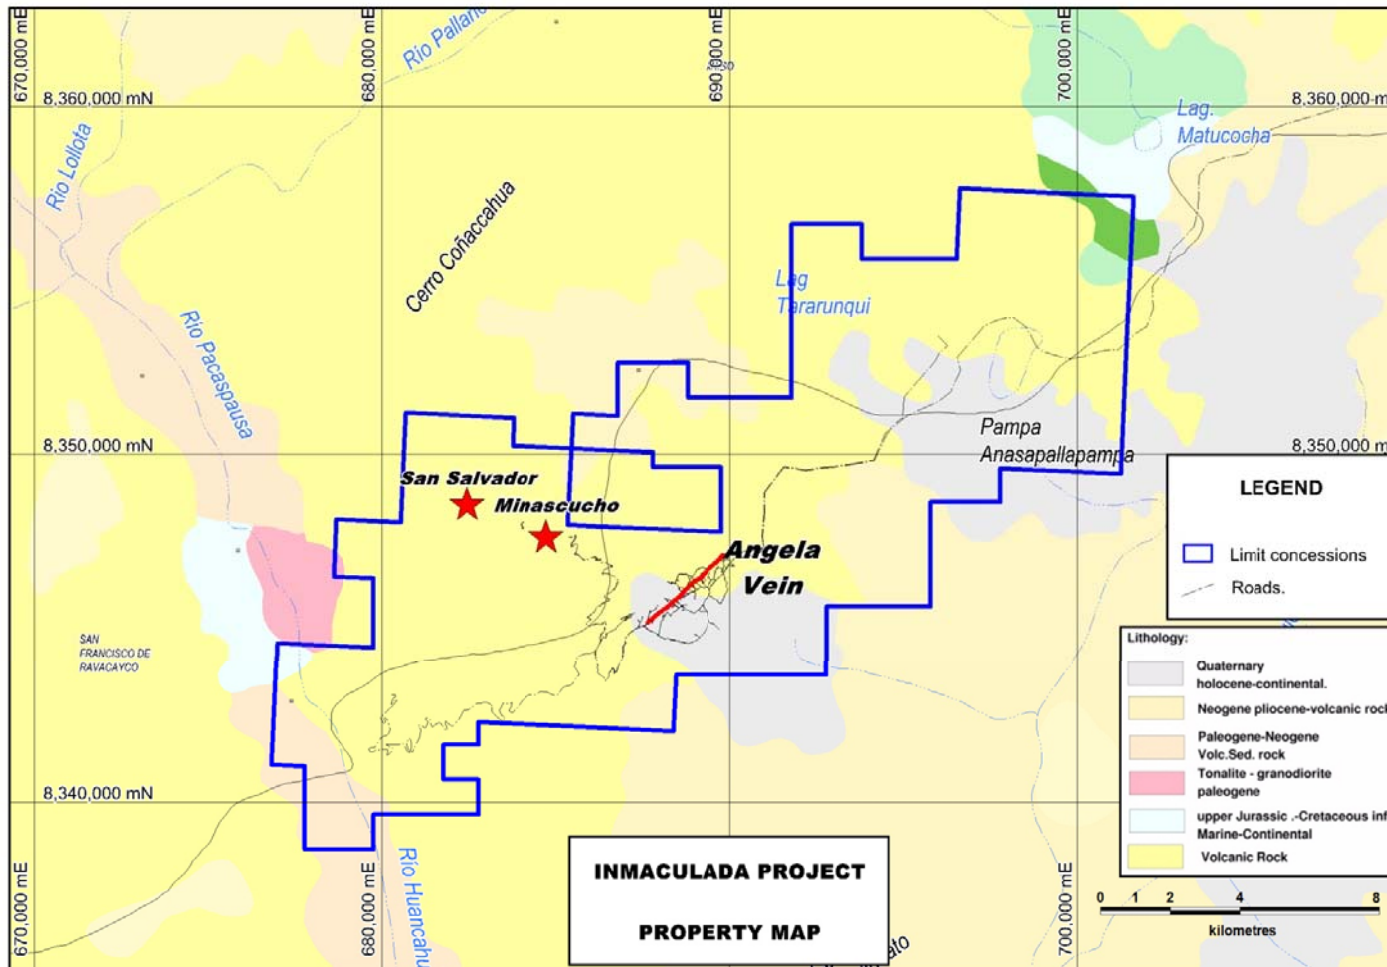 670,000 mE
680,000 mE
690,000 mE
700,000 mE
Río Pallanc
8,360,000 mN
8,360,000 m
Lag.
Matucocha
Rio Lollota
Cerro Coñaccahua
Lag
Tararunqui
Río Pacaspausa
Pampa
Anasapallapampa
8,350,000 mN
8,350,000 m
San Salvador
Minascucho
Angela
Vein
LEGEND
Limit concessions
Roads.
SAN
FRANCISCO DE
RAVACAYCO
Lithology:
Quaternary
holocene-continental.
Neogene pliocene-volcanic rock
Paleogene-Neogene
Volc.Sed. rock
Tonalite - granodiorite
paleogene
upper Jurassic .-Cretaceous inf
Marine-Continental
Volcanic Rock
8,340,000 mN
Río Huancahu
INMACULADA PROJECT
PROPERTY MAP
670,000 mE
680,000 mE
700,000 mE
0 1 2 4 8
kilometres